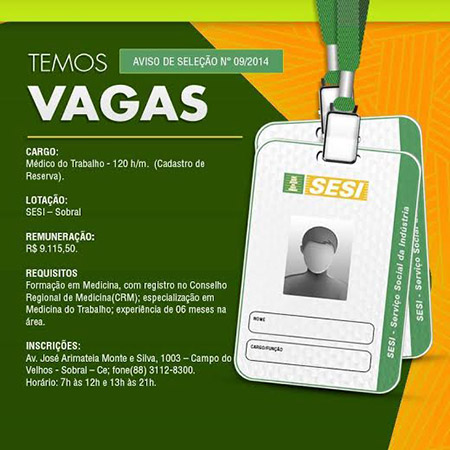 TEMOS
AVISO DE SELEÇÃO N° 09/2014
VAGAS
CARGO:
Médico do Trabalho - 120 h/m. (Cadastro de
Reserva).
LOTAÇÃO:
SESI – Sobral
REMUNERAÇÃO:
R$ 9.115,50.
REQUISITOS
Formação em Medicina, com registro no Conselho
Regional de Medicina(CRM); especialização em
Medicina do Trabalho; experiência de 06 meses na
área.
INSCRIÇÕES:
Av. José Arimateia Monte e Silva, 1003 – Campo do
Velhos - Sobral – Ce; fone(88) 3112-8300.
Horário: 7h às 12h e 13h às 21h.
SESI
NOME
CARGO/FUNÇÃO
SESI - Serviço Social da Indústria
SESI - Serviço Social da